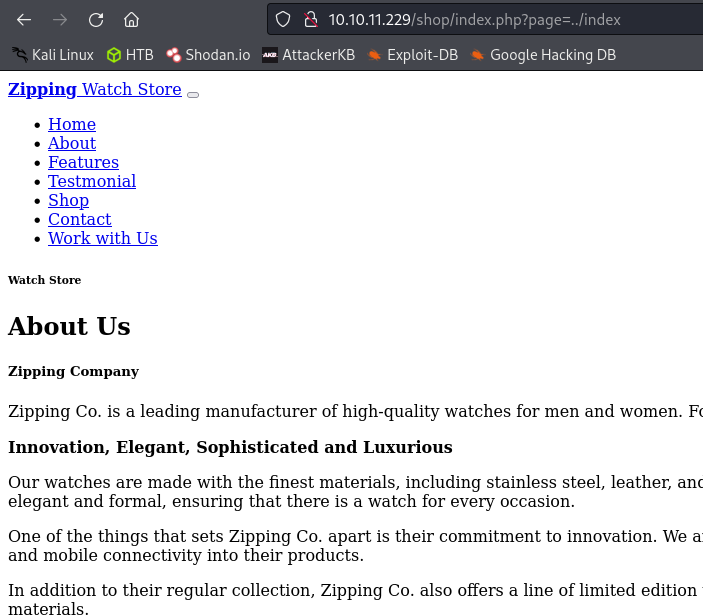 10.10.11.229/shop/index.php?page=../index
Kali Linux HTB Shodan.io AKB AttackerKB Exploit-DB Google Hacking DB
Zipping Watch Store
Home
About
Features
Testmonial
Shop
Contact
Work with Us
Watch Store
About Us
Zipping Company
Zipping Co. is a leading manufacturer of high-quality watches for men and women.
Innovation, Elegant, Sophisticated and Luxurious
Our watches are made with the finest materials, including stainless steel, leather,
elegant and formal, ensuring that there is a watch for every occasion.
One of the things that sets Zipping Co. apart is their commitment to innovation. We
and mobile connectivity into their products.
In addition to their regular collection, Zipping Co. also offers a line of limited edition
materials.